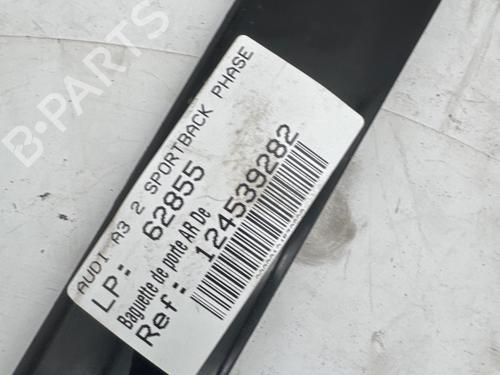 B-PARTS
AUDI A3 2 SPORTBACK PHASE
LP: 62855
Baguette de porte AR De
Ref: 124539282